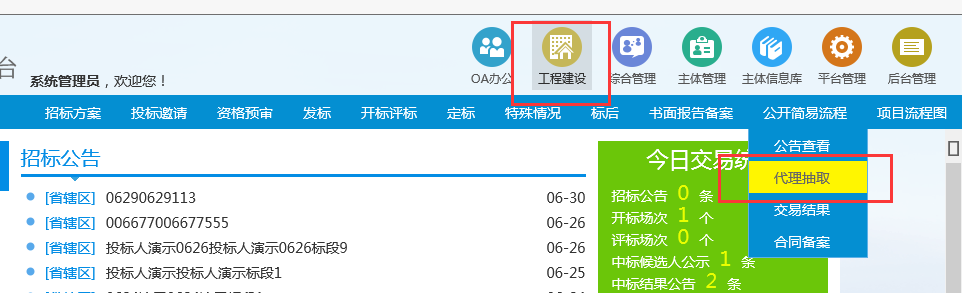 台
系统管理员，欢迎您！
OA办公 工程建设 综合管理 主体管理 主体信息库 平台管理 后台管理
招标方案 投标邀请 资格预审 发标 开标评标 定标 特殊情况 标后 书面报告备案 公开简易流程 项目流程图
公告查看
代理抽取
交易结果
合同备案
招标公告
[省辖区] 06290629113 06-30
[省辖区] 006677006677555 06-26
[省辖区] 投标人演示0626投标人演示0626标段9 06-26
[省辖区] 投标人演示投标人演示标段1 06-25
今日交易统
招标公告 0 条
开标场次 1 个
评标场次 0 个
中标候选人公示 1 条
中标结果公告 2 条